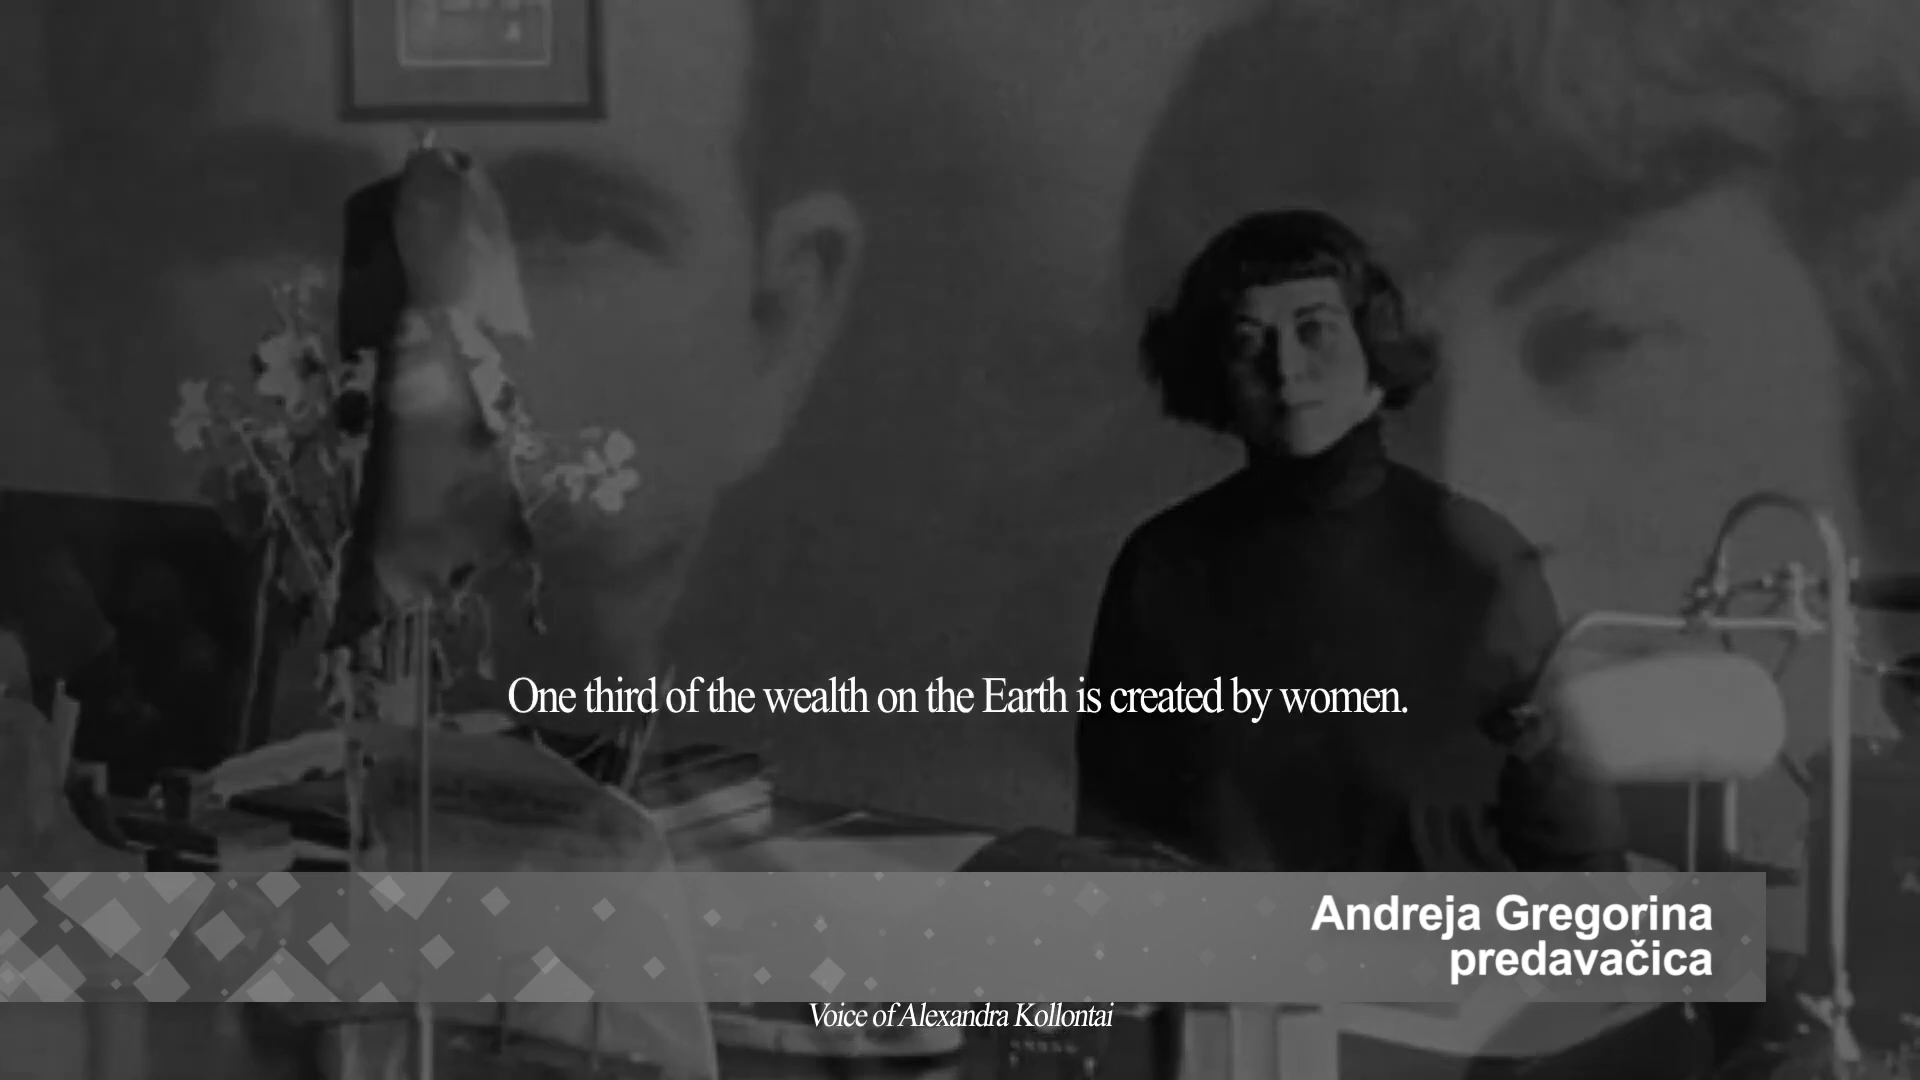 One third of the wealth on the Earth is created by women.
Andreja Gregorina
predavačica
Voice of Alexandra Kollontai